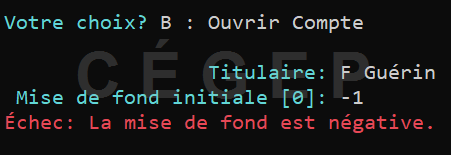 Votre choix? B : Ouvrir Compte
CÉGEP
Titulaire: F Guérin
Mise de fond initiale [0]: -1
Échec: La mise de fond est négative.